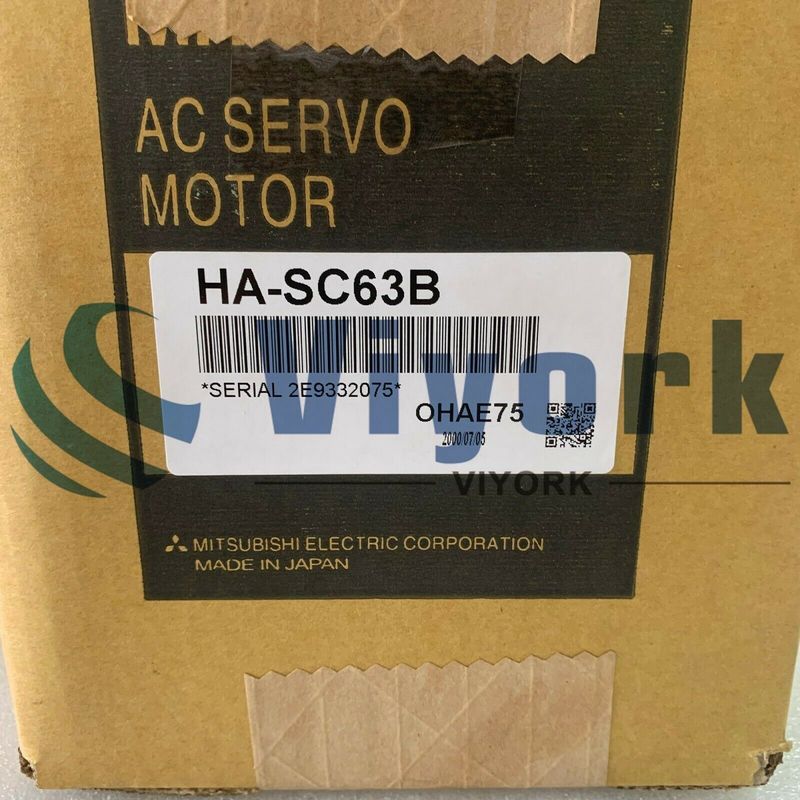 AC SERVO
MOTOR
HA-SC63B
*SERIAL 2E9332075*
OHAE75
2000/07/05
Viyork
VIYORK
MITSUBISHI ELECTRIC CORPORATION
MADE IN JAPAN